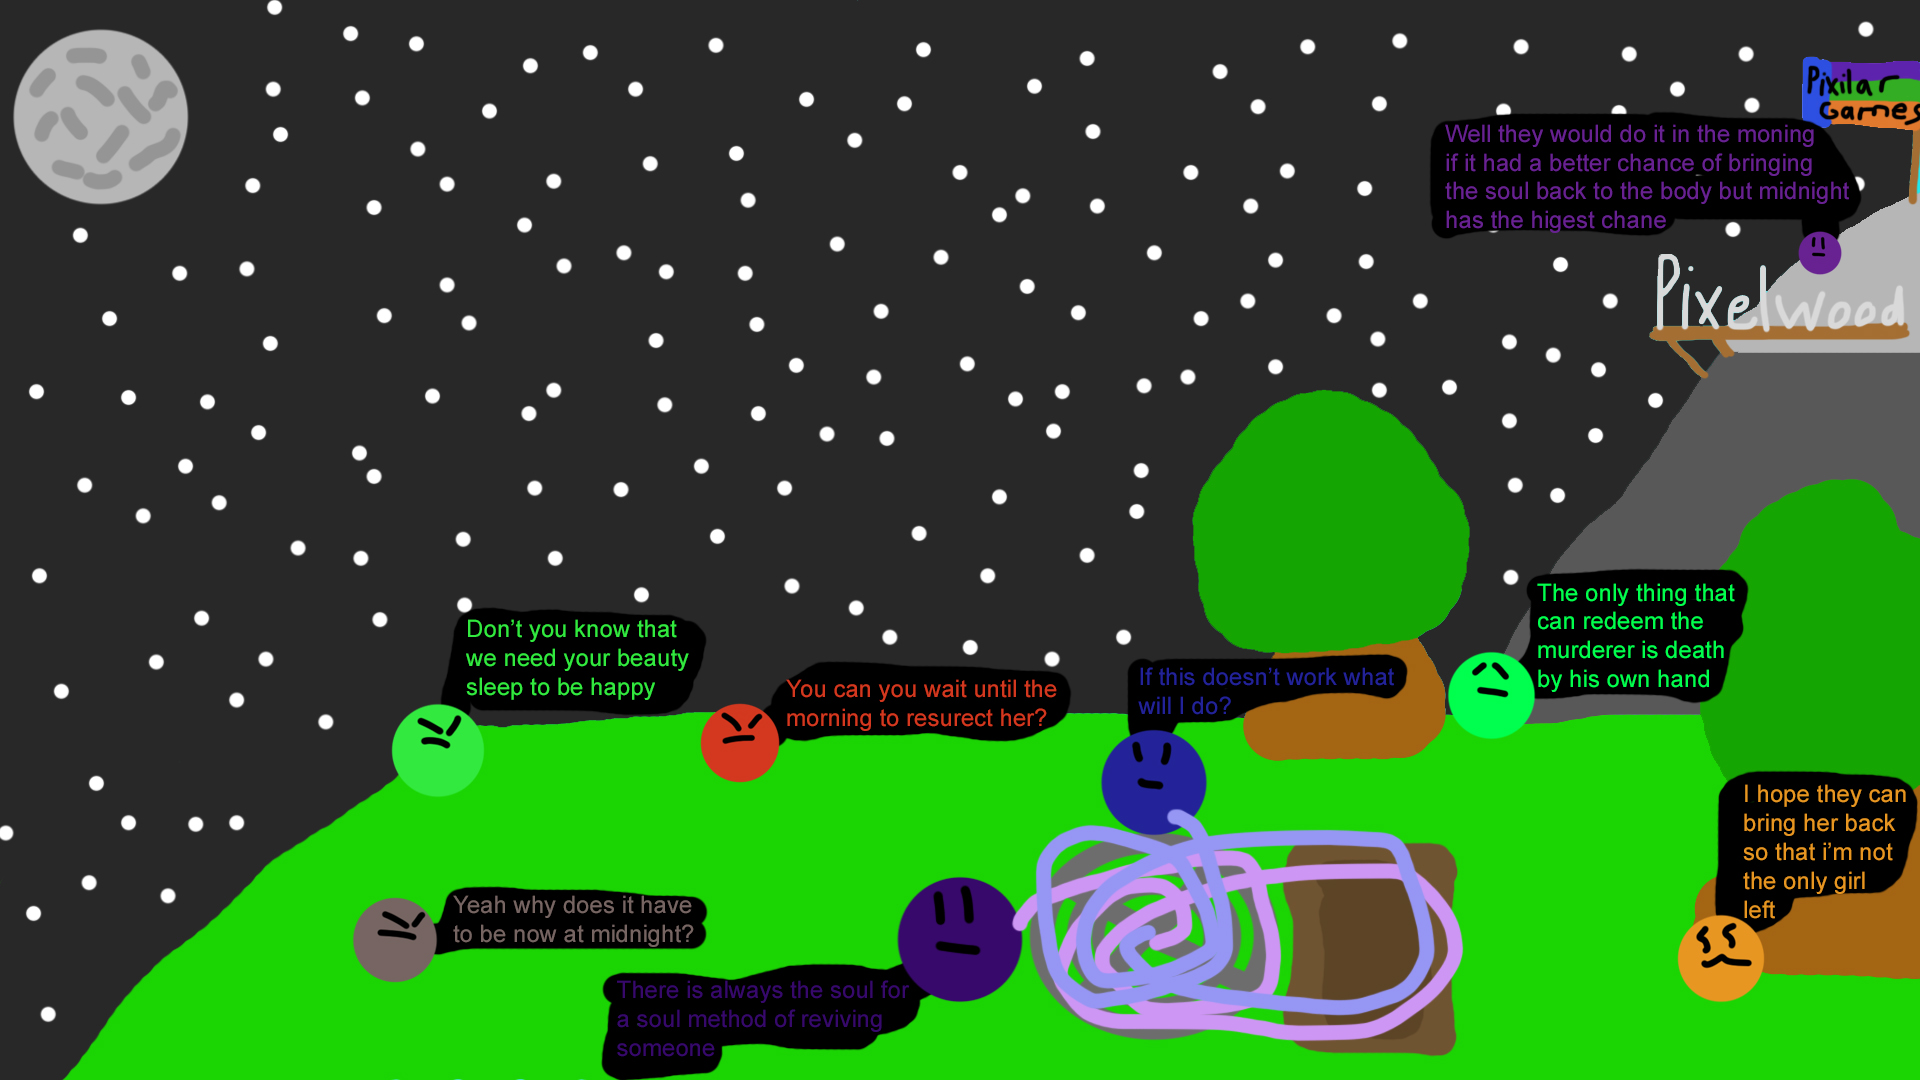 Pixilar
Games
Well they would do it in the moning
if it had a better chance of bringing
the soul back to the body but midnight
has the higest chane
Pixelwood
The only thing that
can redeem the
murderer is death
by his own hand
Don't you know that
we need your beauty
sleep to be happy
You can you wait until the
morning to resurect her?
If this doesn't work what
will I do?
I hope they can
bring her back
so that i'm not
the only girl
left
Yeah why does it have
to be now at midnight?
There is always the soul for
a soul method of reviving
someone